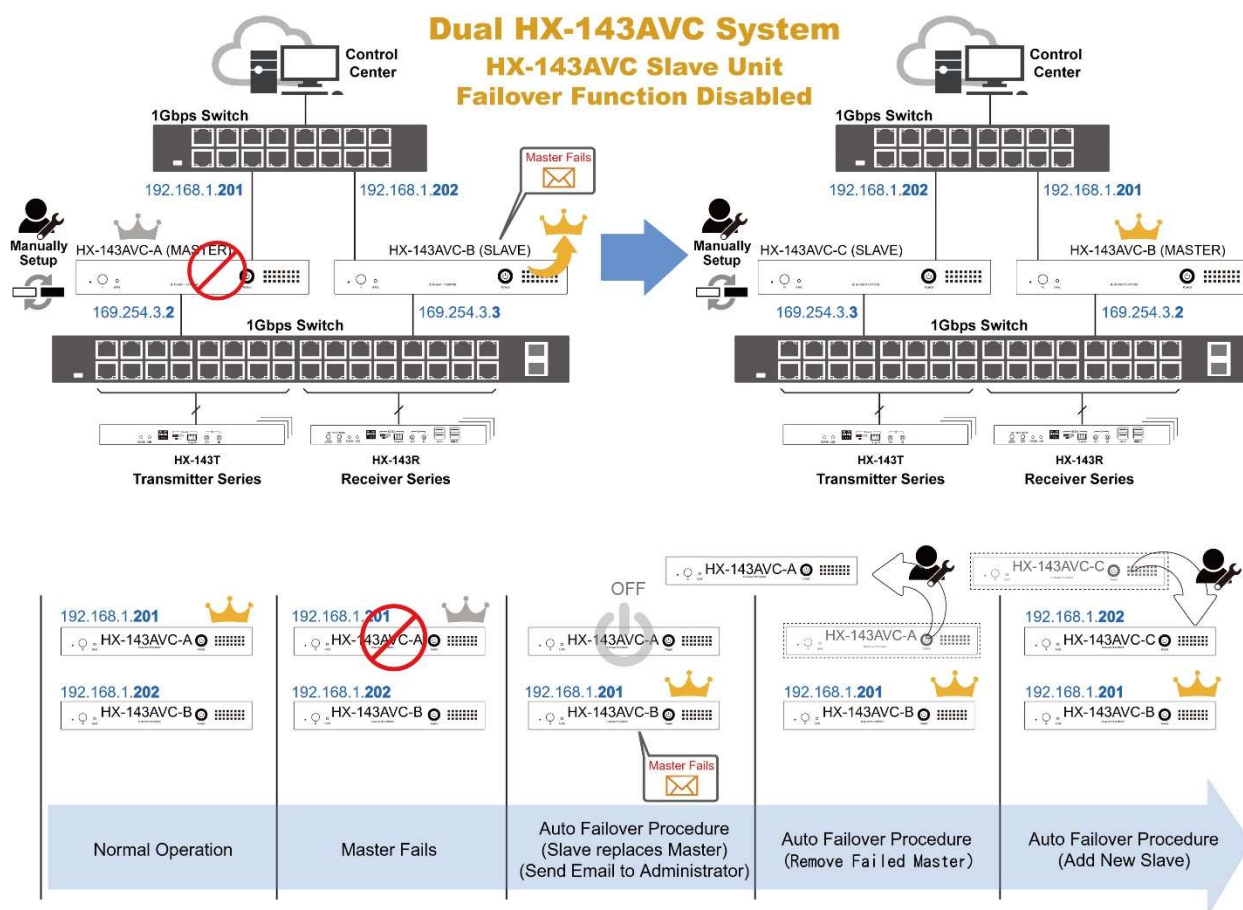 Dual HX-143AVC System
HX-143AVC Slave Unit
Failover Function Disabled
Control
Center
1Gbps Switch
192.168.1.201
192.168.1.202
Master Fails
Manually
Setup
HX-143AVC-A (MASTER)
HX-143AVC-B (SLAVE)
169.254.3.2
169.254.3.3
1Gbps Switch
HX-143T
Transmitter Series
HX-143R
Receiver Series
Control
Center
1Gbps Switch
192.168.1.202
192.168.1.201
Manually
Setup
HX-143AVC-C (SLAVE)
HX-143AVC-B (MASTER)
169.254.3.3
169.254.3.2
1Gbps Switch
HX-143T
Transmitter Series
HX-143R
Receiver Series
192.168.1.201
HX-143AVC-A
192.168.1.202
HX-143AVC-B
Normal Operation
192.168.1.201
HX-143AVC-A
192.168.1.202
HX-143AVC-B
Master Fails
OFF
HX-143AVC-A
192.168.1.201
HX-143AVC-B
Master Fails
Auto Failover Procedure
(Slave replaces Master)
(Send Email to Administrator)
HX-143AVC-A
HX-143AVC-A
192.168.1.201
HX-143AVC-B
Auto Failover Procedure
(Remove Failed Master)
HX-143AVC-C
192.168.1.202
HX-143AVC-C
192.168.1.201
HX-143AVC-B
Auto Failover Procedure
(Add New Slave)